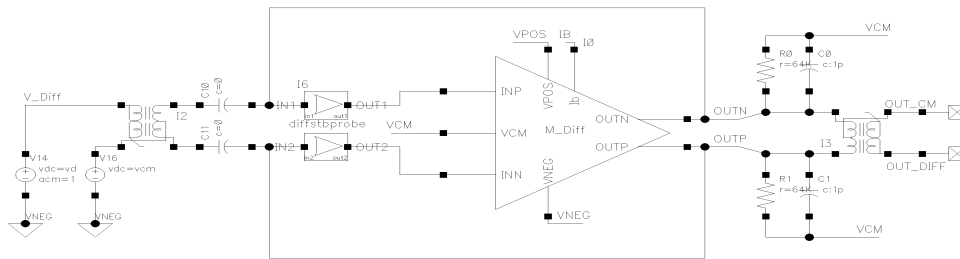 VCM
VPOS
IB
I0
R0
r=64K
C0
c:1p
C10
c=0
I6
V_Diff
I2
IN1
OUT1
in1
out1
diffstbprobe
INP
VPOS
Ib
OUTN
OUTN
OUT_CM
C11
c=0
VCM
VCM
M_Diff
IN2
OUT2
in2
out2
INN
OUTP
OUTP
I3
OUT_DIFF
V14
vdc=vd
acm=1
V16
vdc=vcm
VNEG
R1
r=64K
C1
c:1p
VNEG
VNEG
VNEG
VCM